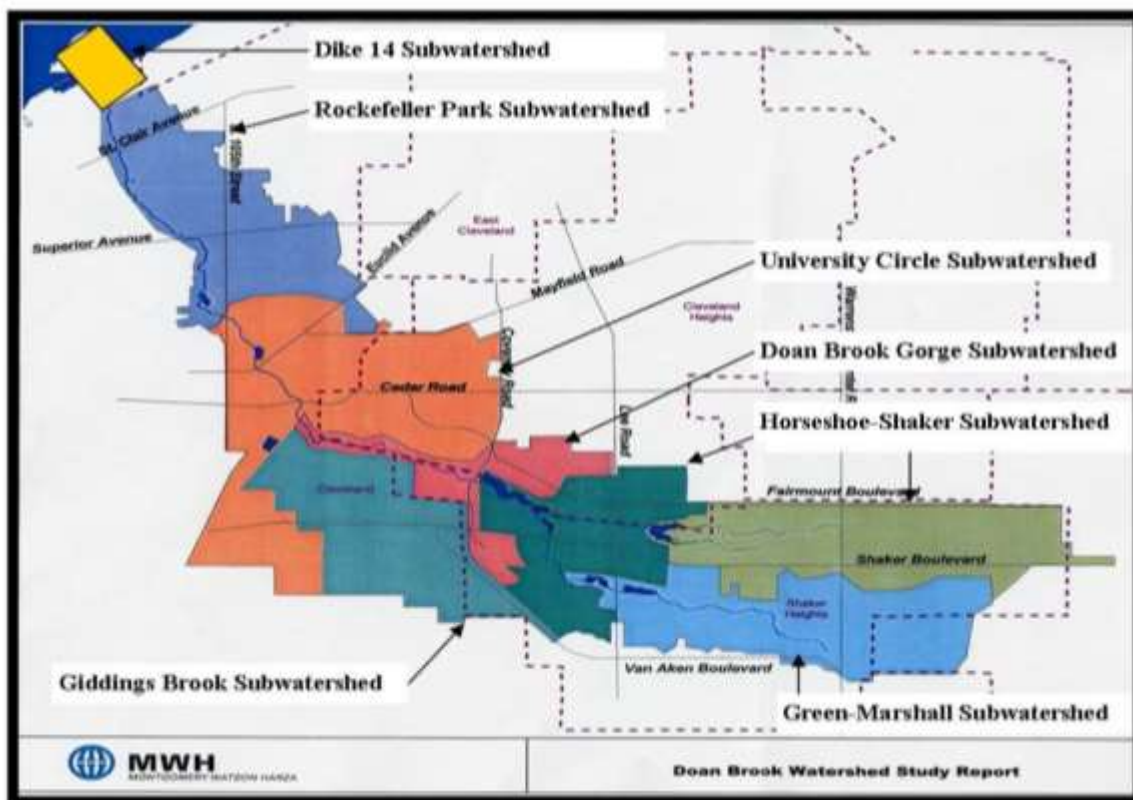 Dike 14 Subwatershed
Rockefeller Park Subwatershed
St. Clair Avenue
105th Street
Superior Avenue
Euclid Avenue
East
Cleveland
Mayfield Road
University Circle Subwatershed
Cleveland
Heights
Doan Brook Gorge Subwatershed
Cedar Road
Lee Road
Horseshoe-Shaker Subwatershed
Cleveland
Fairmount Boulevard
Shaker Boulevard
Shaker
Heights
Van Aken Boulevard
Giddings Brook Subwatershed
Green-Marshall Subwatershed
MWH
MONTGOMERY WATSON HARZA
Doan Brook Watershed Study Report